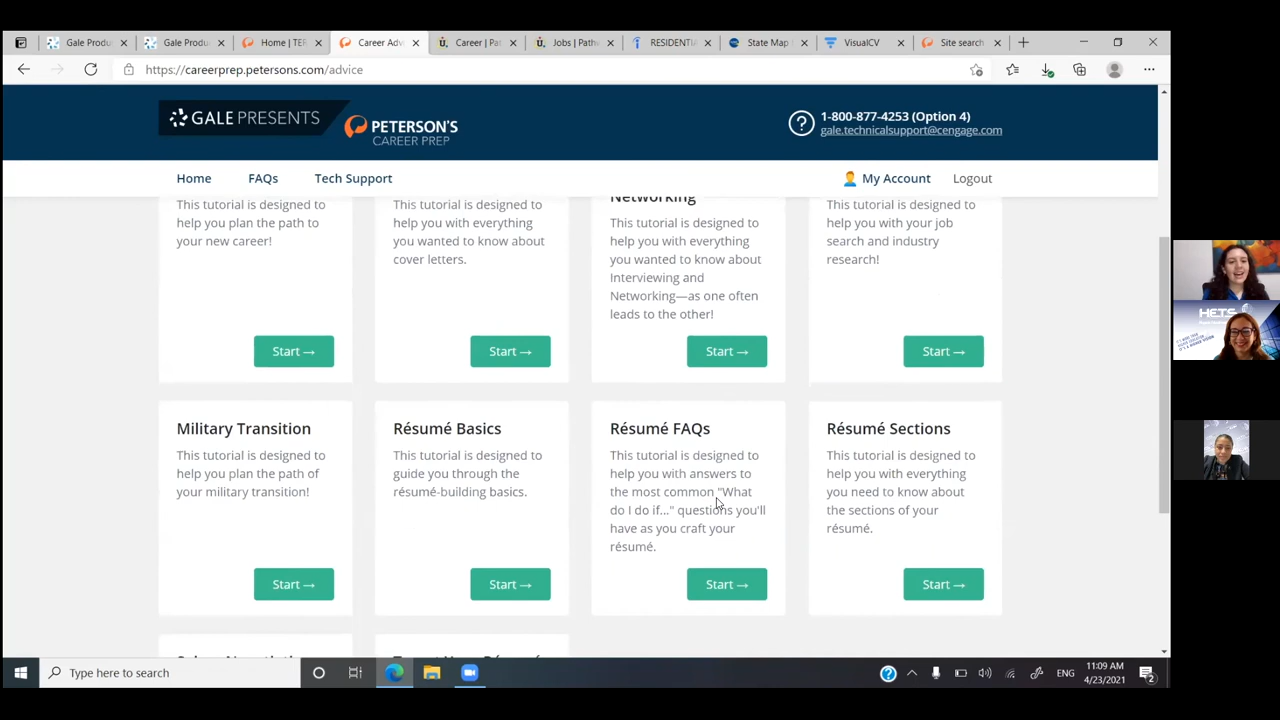 Gale Produ
Gale Produ
Home | TER
Career Adv
Career | Pat
Jobs | Path
RESIDENTI
State Map
VisualCV
Site search
https://careerprep.petersons.com/advice
GALE PRESENTS
PETERSON'S
CAREER PREP
1-800-877-4253 (Option 4)
gale.technicalsupport@cengage.com
Home
FAQs
Tech Support
My Account
Logout
This tutorial is designed to
help you plan the path to
your new career!
Start →
This tutorial is designed to
help you with everything
you wanted to know about
cover letters.
Start →
Networking
This tutorial is designed to
help you with everything
you wanted to know about
Interviewing and
Networking—as one often
leads to the other!
Start →
This tutorial is designed to
help you with your job
search and industry
research!
Start →
Military Transition
This tutorial is designed to
help you plan the path of
your military transition!
Start →
Résumé Basics
This tutorial is designed to
guide you through the
résumé-building basics.
Start →
Résumé FAQs
This tutorial is designed to
help you with answers to
the most common "What
do I do if..." questions you'll
have as you craft your
résumé.
Start →
Résumé Sections
This tutorial is designed to
help you with everything
you need to know about
the sections of your
résumé.
Start →
HETS
Type here to search
ENG
11:09 AM
4/23/2021
2